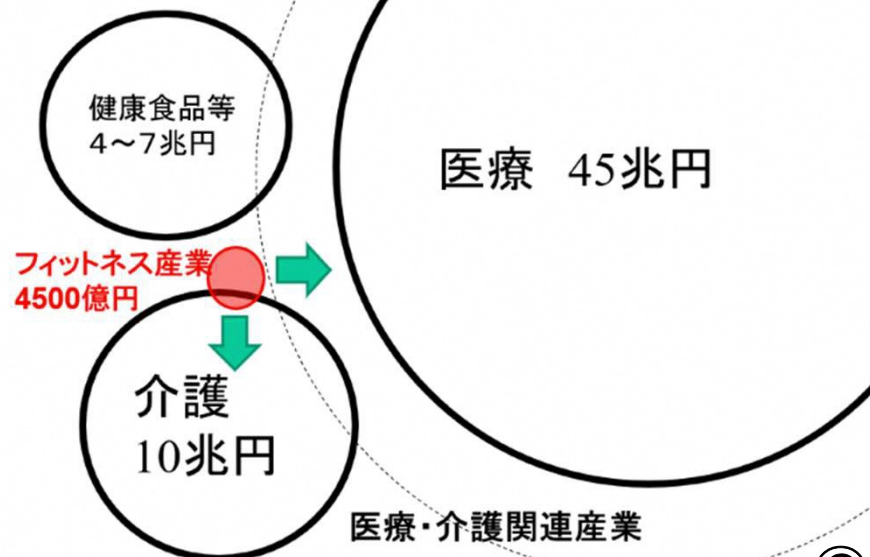 健康食品等
4～7兆円
医療　45兆円
フィットネス産業
4500億円
介護
10兆円
医療・介護関連産業